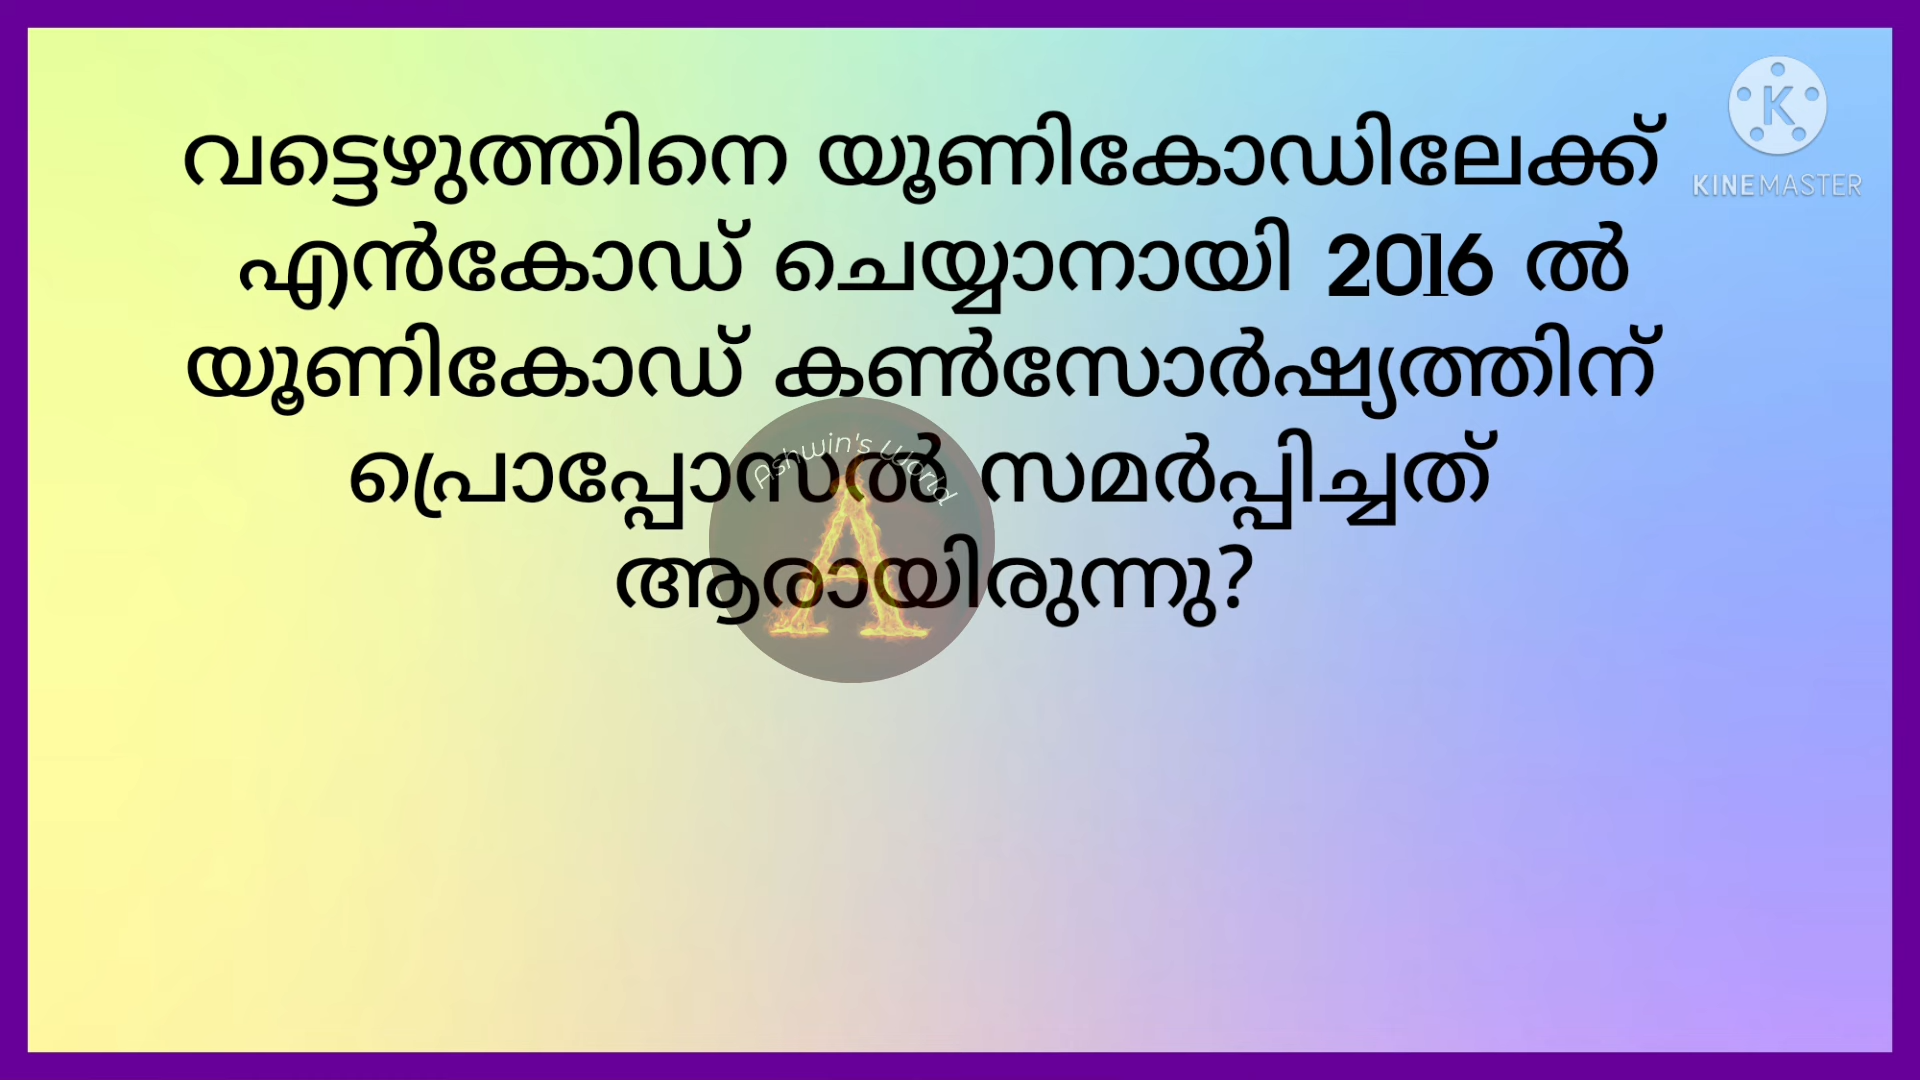 വട്ടെഴുത്തിനെ യൂണികോഡിലേക്ക്
എൻകോഡ് ചെയ്യാനായി 2016 ൽ
യൂണികോഡ് കൺസോർഷ്യത്തിന്
പ്രൊപ്പോസൽ സമർപ്പിച്ചത്
ആരായിരുന്നു?
KINEMASTER
Ashwin's World